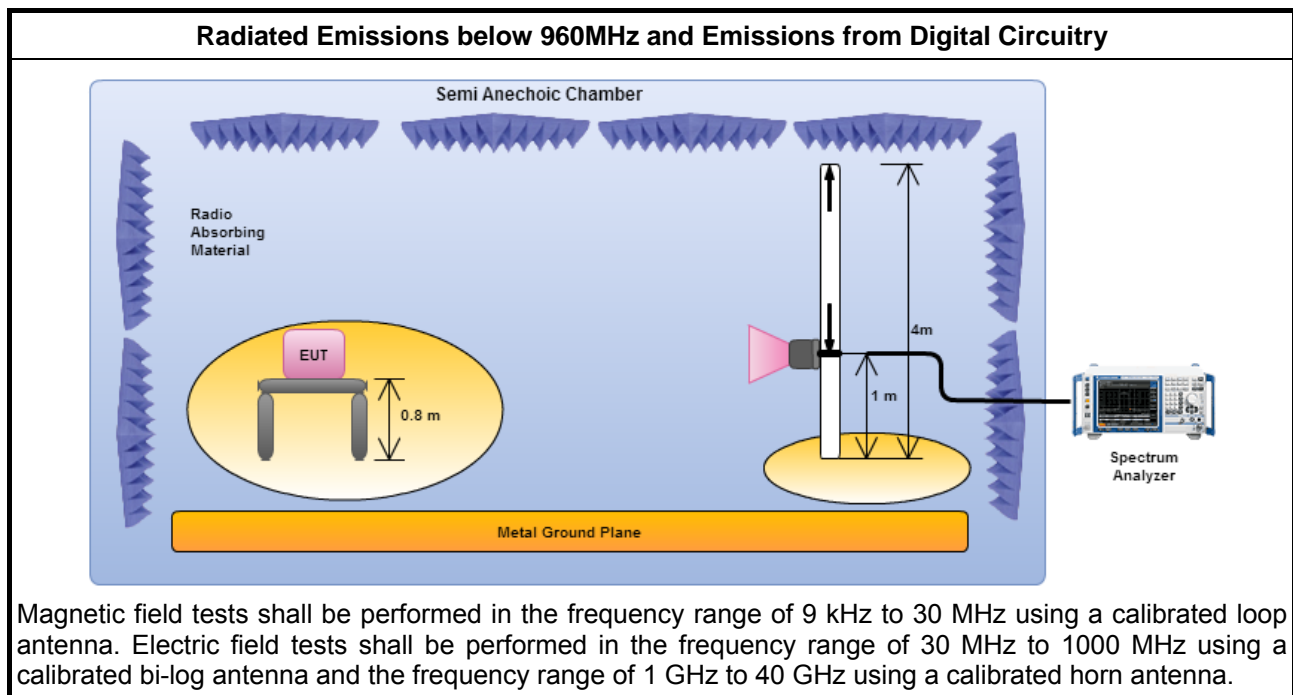 Radiated Emissions below 960MHz and Emissions from Digital Circuitry
Semi Anechoic Chamber
Radio
Absorbing
Material
EUT
0.8 m
4m
1 m
Spectrum
Analyzer
Metal Ground Plane
Magnetic field tests shall be performed in the frequency range of 9 kHz to 30 MHz using a calibrated loop
antenna. Electric field tests shall be performed in the frequency range of 30 MHz to 1000 MHz using a
calibrated bi-log antenna and the frequency range of 1 GHz to 40 GHz using a calibrated horn antenna.